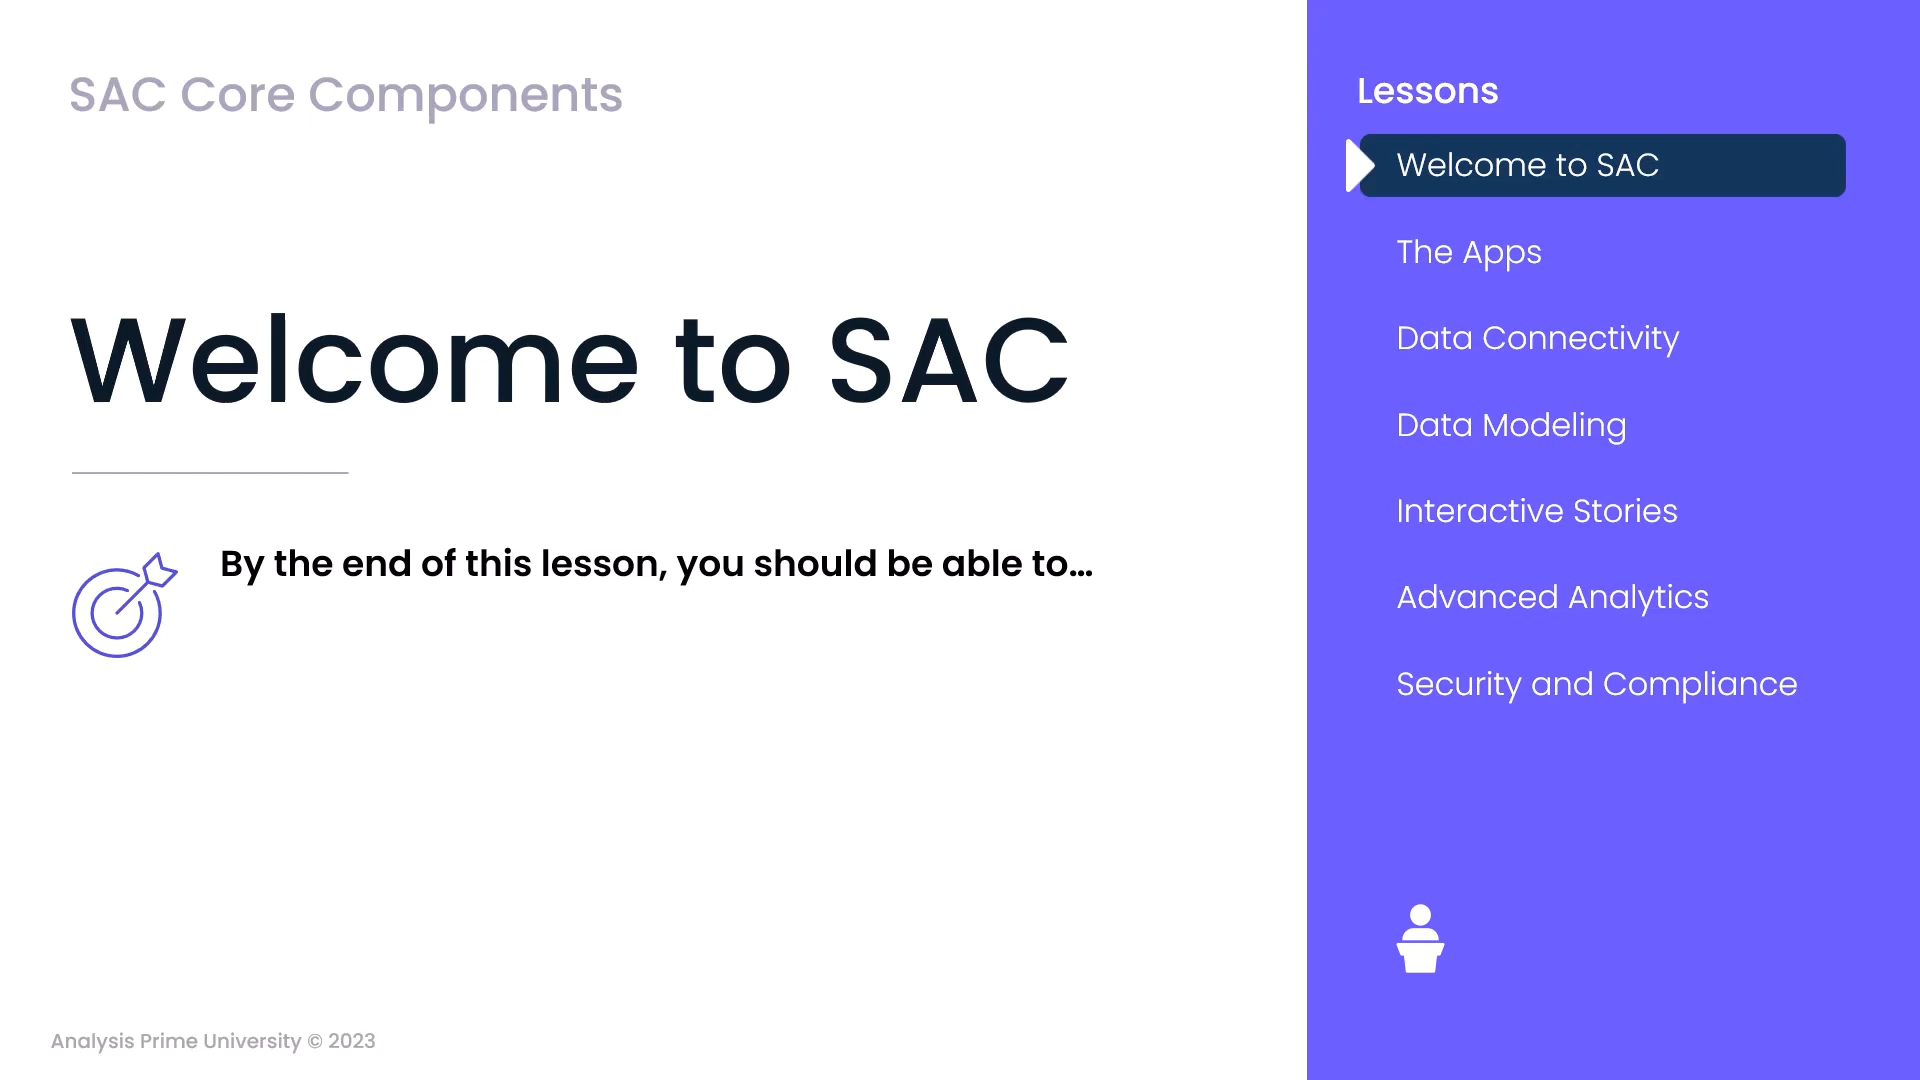 SAC Core Components
Welcome to SAC
By the end of this lesson, you should be able to...
Analysis Prime University © 2023
Lessons
Welcome to SAC
The Apps
Data Connectivity
Data Modeling
Interactive Stories
Advanced Analytics
Security and Compliance